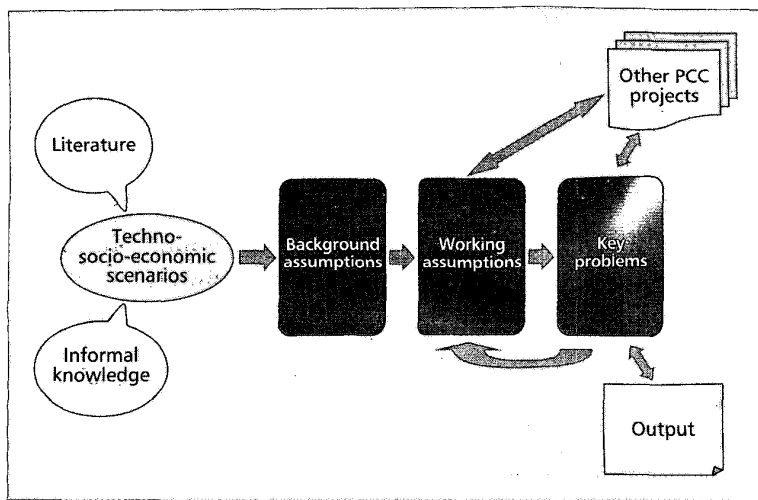 Other PCC
projects
Literature
Techno-
socio-economic
scenarios
Background
assumptions
Working
assumptions
Key
problems
Informal
knowledge
Output